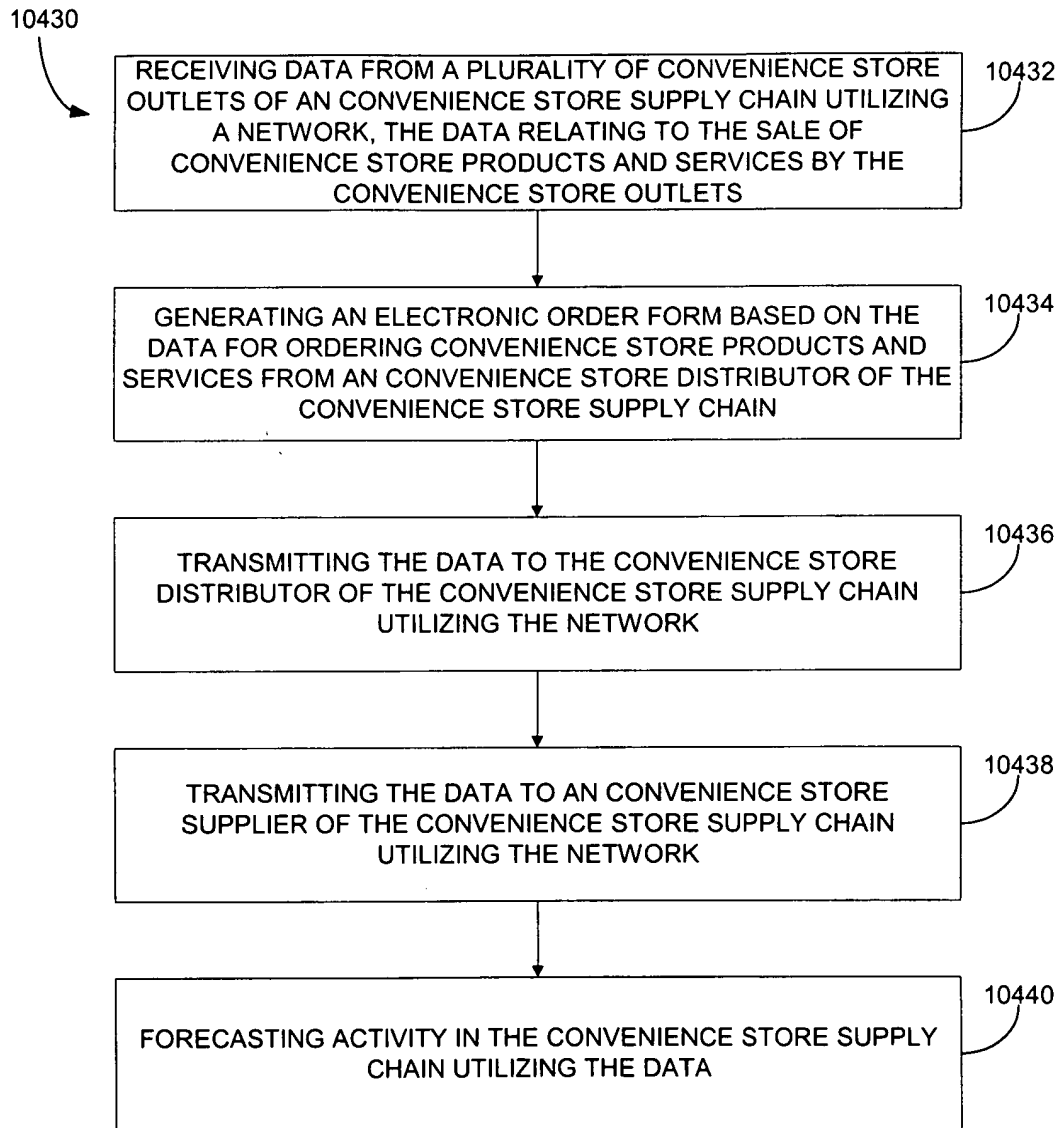 10430
RECEIVING DATA FROM A PLURALITY OF CONVENIENCE STORE
OUTLETS OF AN CONVENIENCE STORE SUPPLY CHAIN UTILIZING
A NETWORK, THE DATA RELATING TO THE SALE OF
CONVENIENCE STORE PRODUCTS AND SERVICES BY THE
CONVENIENCE STORE OUTLETS
10432
GENERATING AN ELECTRONIC ORDER FORM BASED ON THE
DATA FOR ORDERING CONVENIENCE STORE PRODUCTS AND
SERVICES FROM AN CONVENIENCE STORE DISTRIBUTOR OF THE
CONVENIENCE STORE SUPPLY CHAIN
10434
TRANSMITTING THE DATA TO THE CONVENIENCE STORE
DISTRIBUTOR OF THE CONVENIENCE STORE SUPPLY CHAIN
UTILIZING THE NETWORK
10436
TRANSMITTING THE DATA TO AN CONVENIENCE STORE
SUPPLIER OF THE CONVENIENCE STORE SUPPLY CHAIN
UTILIZING THE NETWORK
10438
FORECASTING ACTIVITY IN THE CONVENIENCE STORE SUPPLY
CHAIN UTILIZING THE DATA
10440